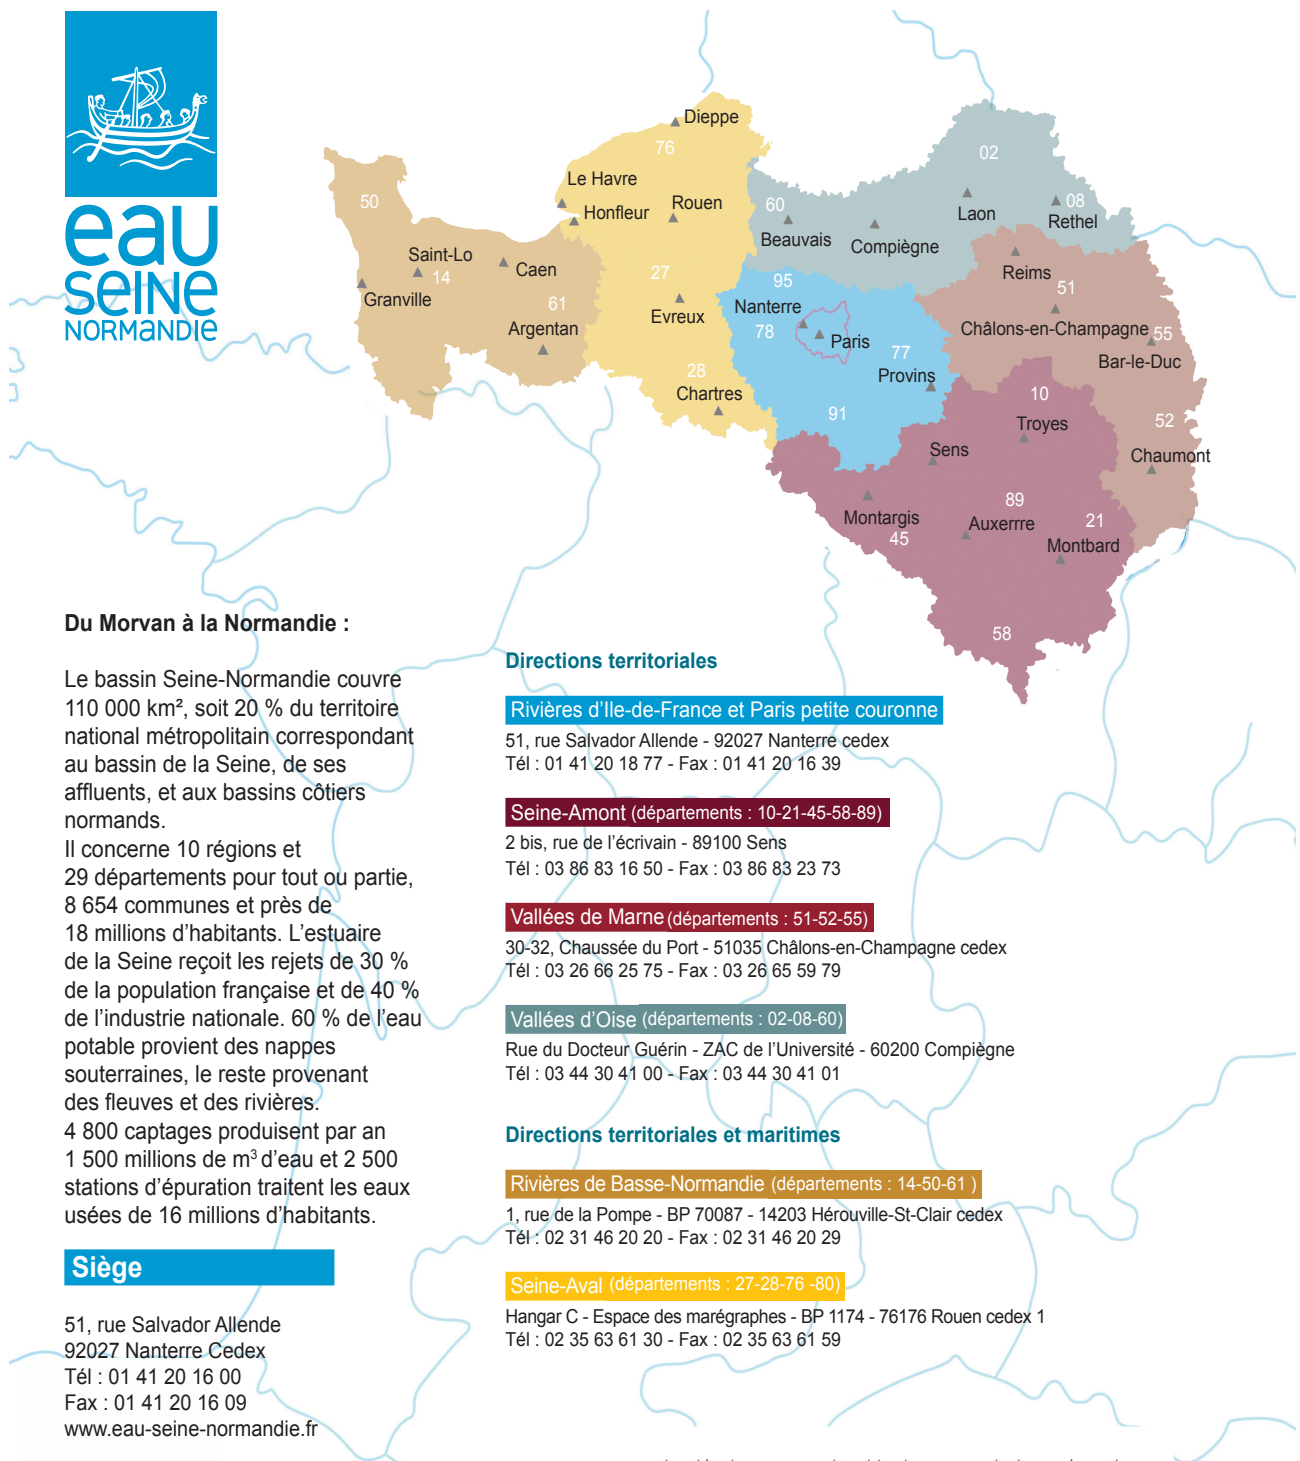 eau
SEINE
NORMANDIE
Dieppe
76
02
Le Havre
50
60
08
Honfleur
Rouen
Laon
Rethel
Beauvais
Compiègne
Saint-Lo
14
Caen
27
95
Reims
51
Granville
61
Nanterre
Argentan
Evreux
78
Paris
Châlons-en-Champagne
55
77
Bar-le-Duc
28
Provins
Chartres
10
91
Troyes
52
Sens
Chaumont
89
Montargis
Auxerrre
21
45
Montbard
58
Du Morvan à la Normandie :
Le bassin Seine-Normandie couvre
110 000 km², soit 20 % du territoire
national métropolitain correspondant
au bassin de la Seine, de ses
affluents, et aux bassins côtiers
normands.
Il concerne 10 régions et
29 départements pour tout ou partie,
8 654 communes et près de
18 millions d’habitants. L’estuaire
de la Seine reçoit les rejets de 30 %
de la population française et de 40 %
de l’industrie nationale. 60 % de l’eau
potable provient des nappes
souterraines, le reste provenant
des fleuves et des rivières.
4 800 captages produisent par an
1 500 millions de m³ d’eau et 2 500
stations d’épuration traitent les eaux
usées de 16 millions d’habitants.
Siège
51, rue Salvador Allende
92027 Nanterre Cedex
Tél : 01 41 20 16 00
Fax : 01 41 20 16 09
www.eau-seine-normandie.fr
Directions territoriales
Rivières d’Ile-de-France et Paris petite couronne
51, rue Salvador Allende - 92027 Nanterre cedex
Tél : 01 41 20 18 77 - Fax : 01 41 20 16 39
Seine-Amont (départements : 10-21-45-58-89)
2 bis, rue de l’écrivain - 89100 Sens
Tél : 03 86 83 16 50 - Fax : 03 86 83 23 73
Vallées de Marne (départements : 51-52-55)
30-32, Chaussée du Port - 51035 Châlons-en-Champagne cedex
Tél : 03 26 66 25 75 - Fax : 03 26 65 59 79
Vallées d’Oise (départements : 02-08-60)
Rue du Docteur Guérin - ZAC de l’Université - 60200 Compiègne
Tél : 03 44 30 41 00 - Fax : 03 44 30 41 01
Directions territoriales et maritimes
Rivières de Basse-Normandie (départements : 14-50-61 )
1, rue de la Pompe - BP 70087 - 14203 Hérouville-St-Clair cedex
Tél : 02 31 46 20 20 - Fax : 02 31 46 20 29
Seine-Aval (départements : 27-28-76 -80)
Hangar C - Espace des marégraphes - BP 1174 - 76176 Rouen cedex 1
Tél : 02 35 63 61 30 - Fax : 02 35 63 61 59